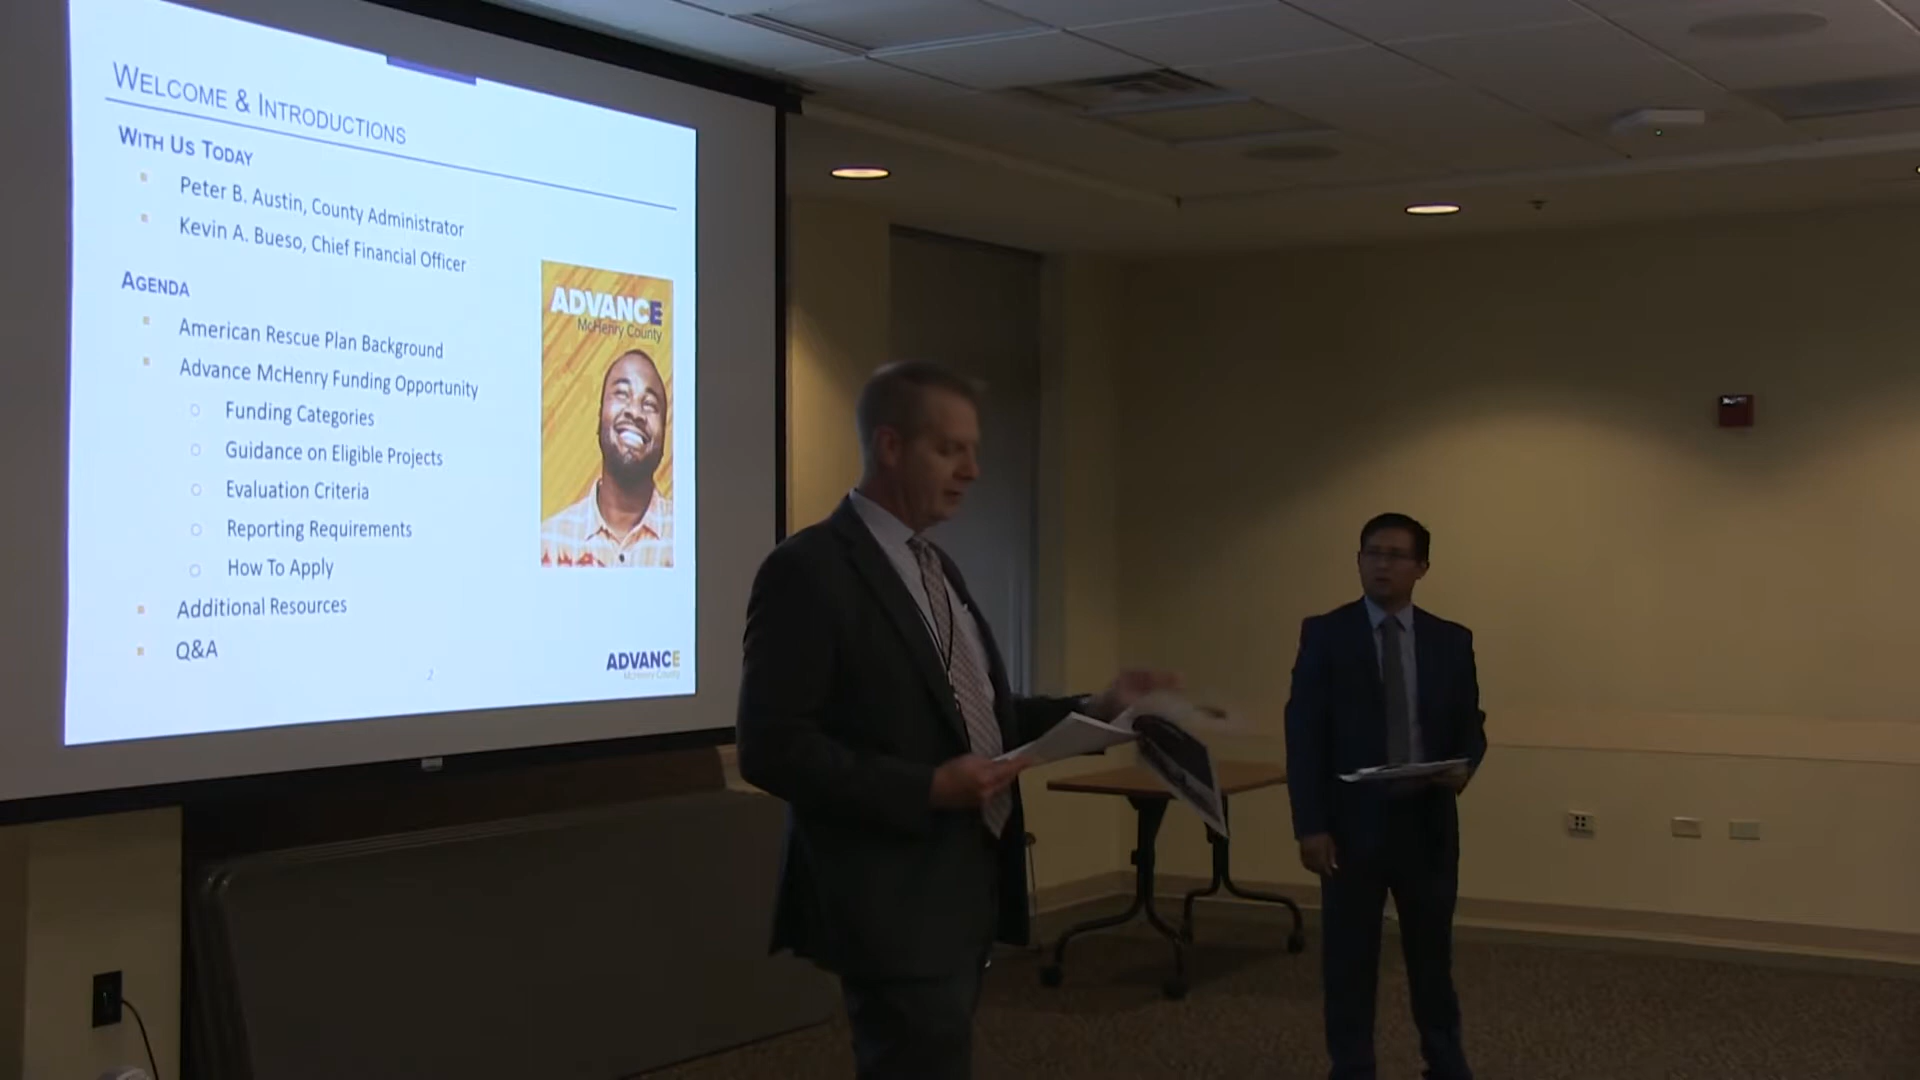 WELCOME & INTRODUCTIONS
WITH US TODAY
Peter B. Austin, County Administrator
Kevin A. Bueso, Chief Financial Officer
AGENDA
American Rescue Plan Background
Advance McHenry Funding Opportunity
Funding Categories
Guidance on Eligible Projects
Evaluation Criteria
Reporting Requirements
How To Apply
Additional Resources
Q&A
ADVANCE
McHenry County
2
ADVANCE
McHenry County